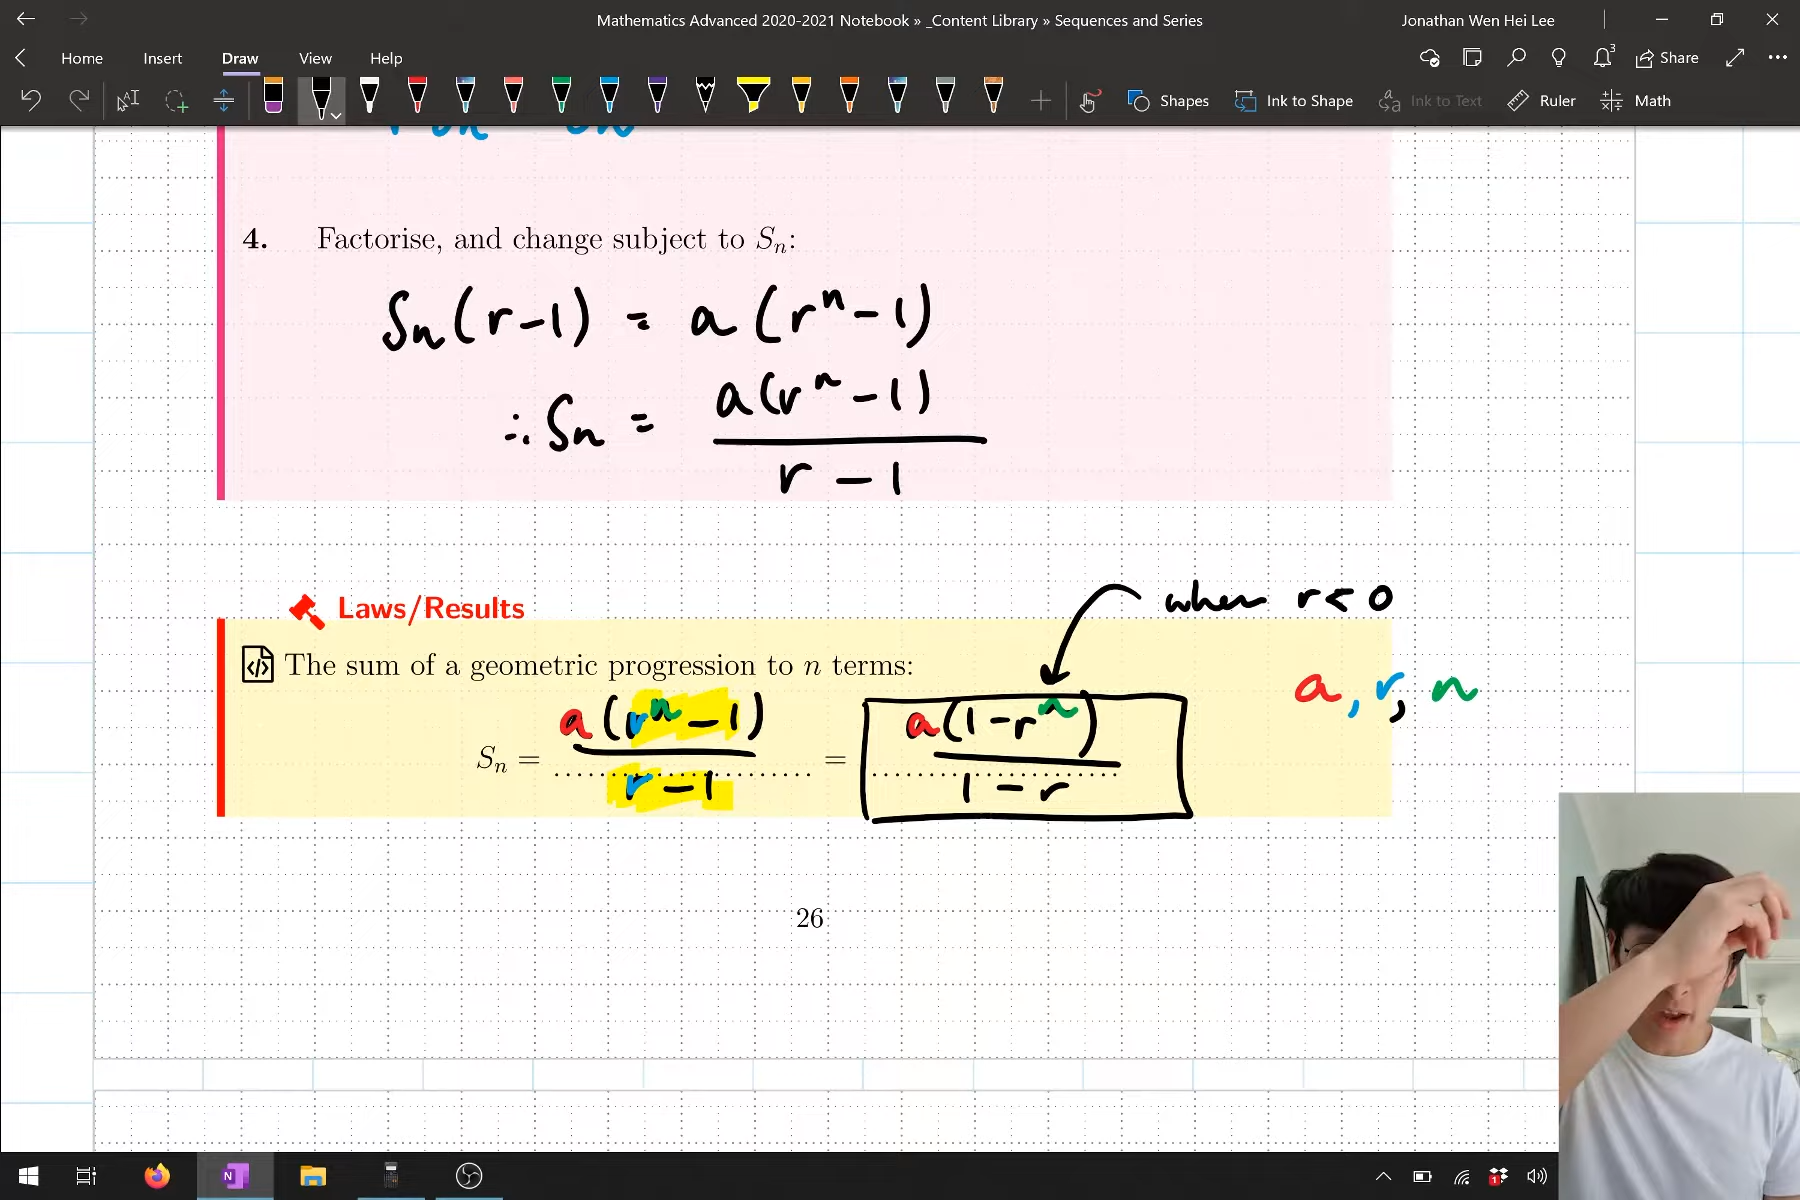 Mathematics Advanced 2020-2021 Notebook » _Content Library » Sequences and Series
Jonathan Wen Hei Lee
Home Insert Draw View Help
3
Share
Shapes
Ink to Shape
Ink to Text
Ruler
Math
4. Factorise, and change subject to Sₙ:
Sₙ(r-1) = a(rⁿ-1)
∴ Sₙ = a(rⁿ-1)
r-1
when r<0
Laws/Results
The sum of a geometric progression to n terms:
a, r, n
Sₙ = a(rⁿ-1) = a(1-rⁿ)
r-1 1-r
26
N
1